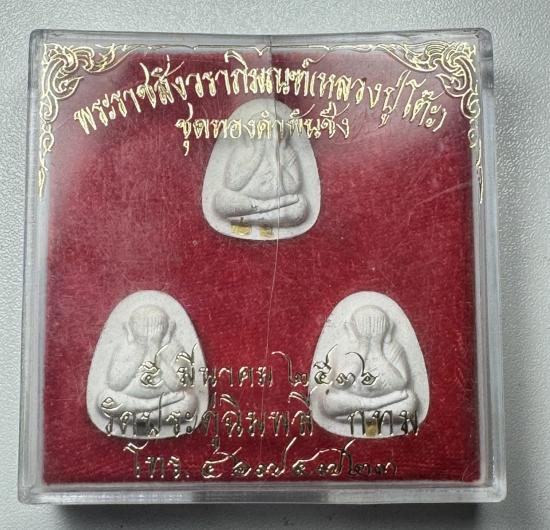 พระราชสังวราภิมณฑ์(หลวงปู่โต๊ะ)
ชุดทองคำพันชั่ง
๕ มีนาคม ๒๕๓๖
วัดประดู่ฉิมพลี กทม
โทร.